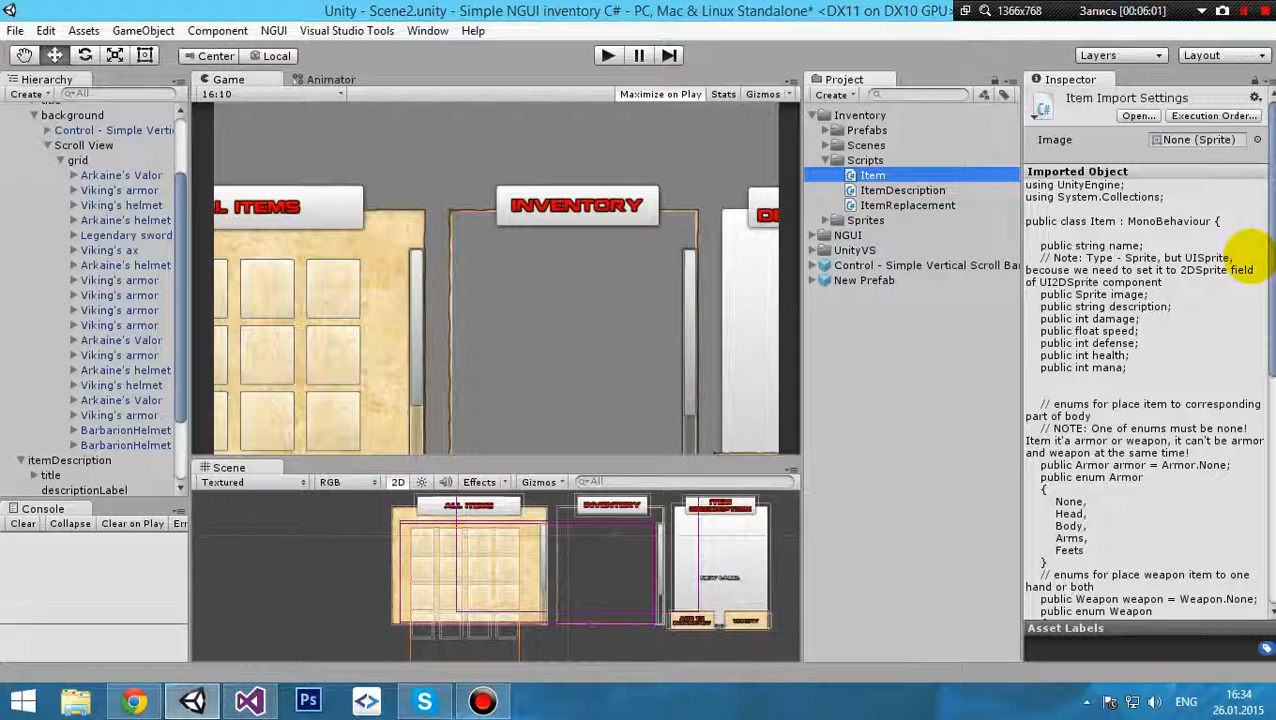 Unity - Scene2.unity - Simple NGUI inventory C# - PC, Mac & Linux Standalone* <DX11 on DX10 GPU>
1366x768
Запись [00:06:01]
File Edit Assets GameObject Component NGUI Visual Studio Tools Window Help
Center Local
Layers Layout
Hierarchy
Create All
background
Control - Simple Verti
Scroll View
grid
Arkaine's Valor
Viking's armor
Viking's helmet
Arkaine's helmet
Legendary sword
Viking's ax
Arkaine's helmet
Viking's armor
Viking's armor
Viking's armor
Viking's armor
Arkaine's Valor
Viking's armor
Arkaine's helmet
Viking's helmet
Arkaine's Valor
Viking's armor
BarbarionHelmet
BarbarionHelmet
itemDescription
title
descriptionLabel
Console
Clear Collapse Clear on Play Er
Game Animator
16:10 Maximize on Play Stats Gizmos
L ITEMS
INVENTORY
Scene
Textured RGB 2D Effects Gizmos All
ALL ITEMS
INVENTORY
ITEM
DESCRIPTION
Project
Create
Inventory
Prefabs
Scenes
Scripts
Item
ItemDescription
ItemReplacement
Sprites
NGUI
UnityVS
Control - Simple Vertical Scroll Ba
New Prefab
Inspector
Item Import Settings
Open... Execution Order...
Image None (Sprite)
Imported Object
using UnityEngine;
using System.Collections;
public class Item : MonoBehaviour {
public string name;
// Note: Type - Sprite, but UISprite,
becouse we need to set it to 2DSprite field
of UI2DSprite component
public Sprite image;
public string description;
public int damage;
public float speed;
public int defense;
public int health;
public int mana;
// enums for place item to corresponding
part of body
// NOTE: One of enums must be none!
Item it'a armor or weapon, it can't be armor
and weapon at the same time!
public Armor armor = Armor.None;
public enum Armor
{
None,
Head,
Body,
Arms,
Feets
}
// enums for place weapon item to one
hand or both
public Weapon weapon = Weapon.None;
public enum Weapon
Asset Labels
Ps
ENG
16:34
26.01.2015